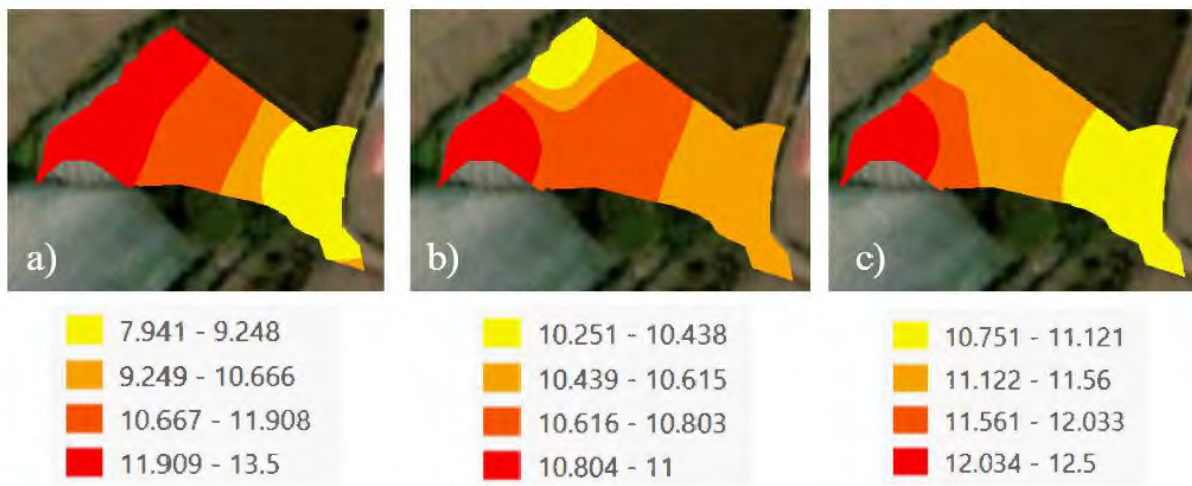 a)
b)
c)
7.941 - 9.248
9.249 - 10.666
10.667 - 11.908
11.909 - 13.5
10.251 - 10.438
10.439 - 10.615
10.616 - 10.803
10.804 - 11
10.751 - 11.121
11.122 - 11.56
11.561 - 12.033
12.034 - 12.5